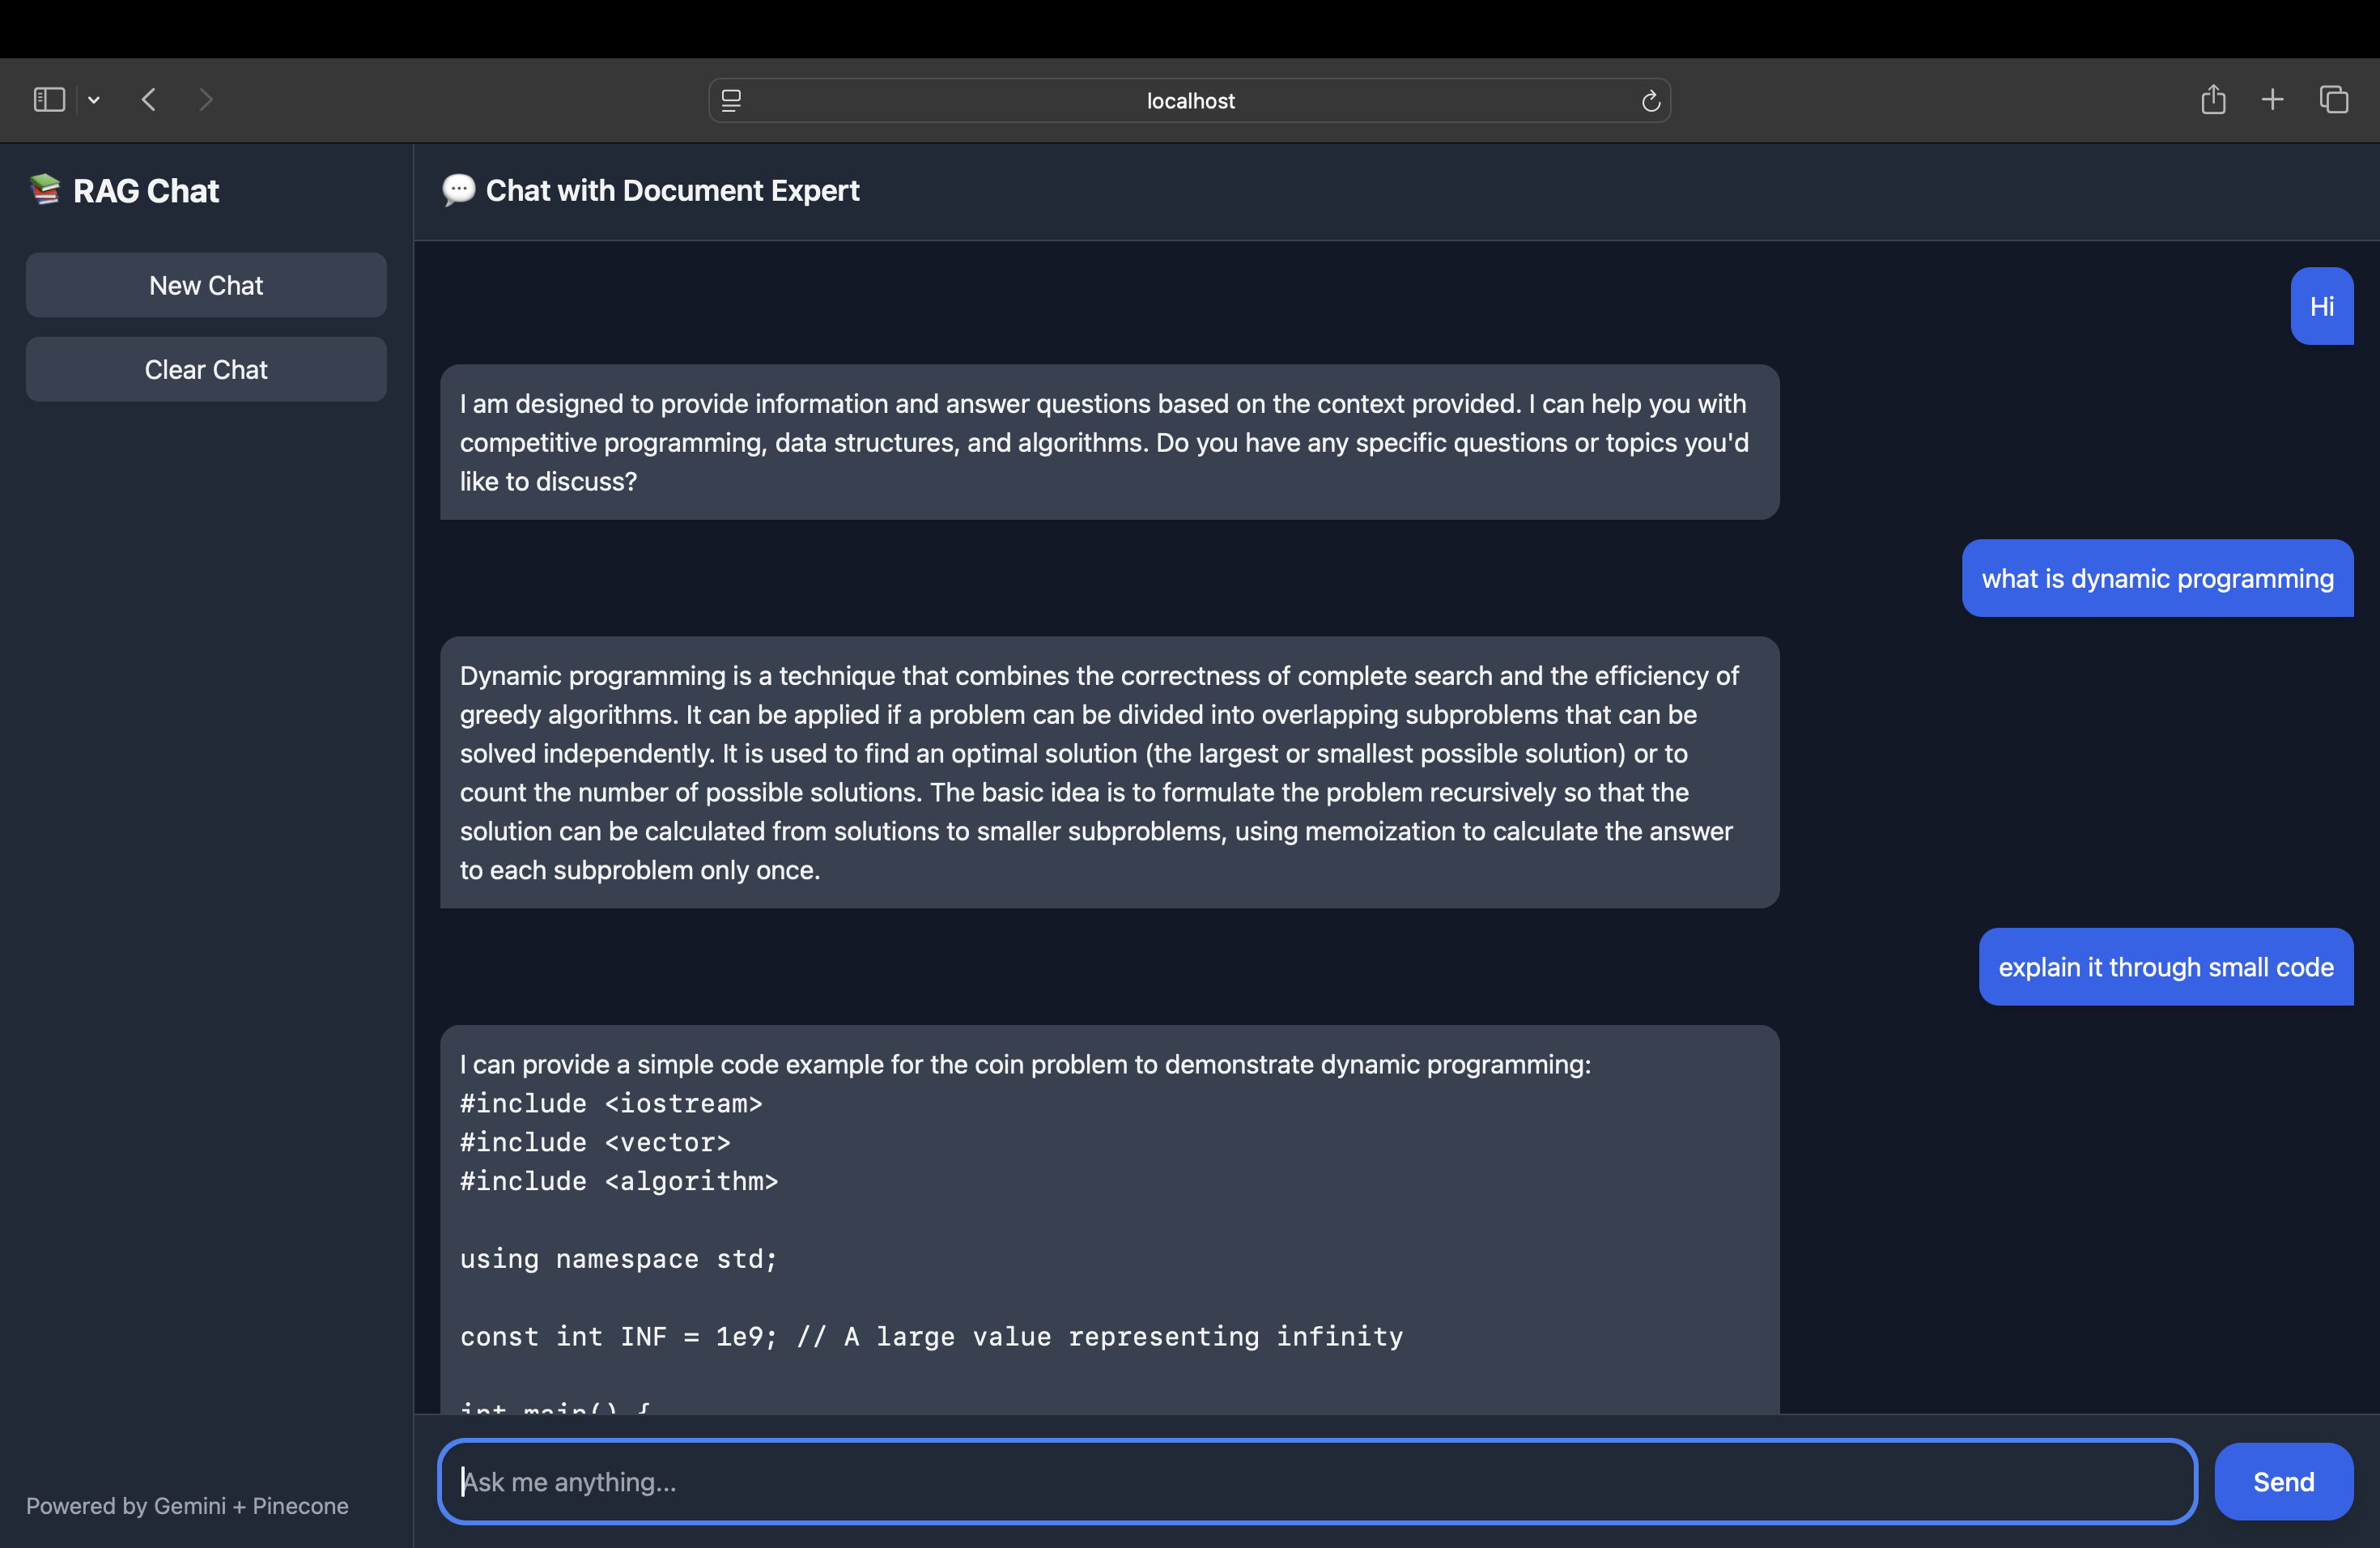 localhost
📚 RAG Chat
New Chat
Clear Chat
💬 Chat with Document Expert
Hi
I am designed to provide information and answer questions based on the context provided. I can help you with
competitive programming, data structures, and algorithms. Do you have any specific questions or topics you'd
like to discuss?
what is dynamic programming
Dynamic programming is a technique that combines the correctness of complete search and the efficiency of
greedy algorithms. It can be applied if a problem can be divided into overlapping subproblems that can be
solved independently. It is used to find an optimal solution (the largest or smallest possible solution) or to
count the number of possible solutions. The basic idea is to formulate the problem recursively so that the
solution can be calculated from solutions to smaller subproblems, using memoization to calculate the answer
to each subproblem only once.
explain it through small code
I can provide a simple code example for the coin problem to demonstrate dynamic programming:
#include <iostream>
#include <vector>
#include <algorithm>
using namespace std;
const int INF = 1e9; // A large value representing infinity
int main() {
Ask me anything...
Send
Powered by Gemini + Pinecone